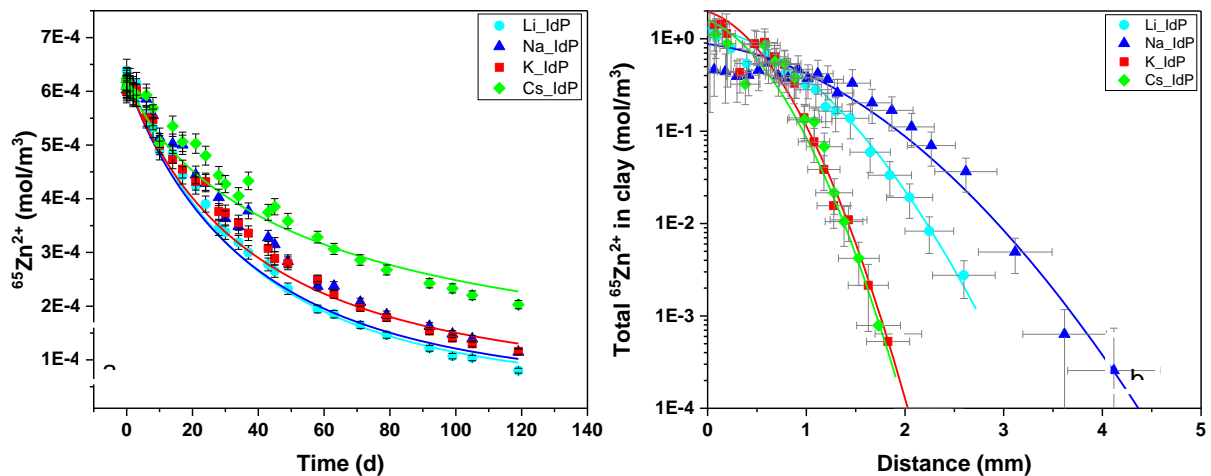 7E-4
6E-4
5E-4
4E-4
3E-4
2E-4
1E-4
⁶⁵Zn²⁺ (mol/m³)
Li_IdP
Na_IdP
K_IdP
Cs_IdP
0 20 40 60 80 100 120 140
Time (d)
1E+0
1E-1
1E-2
1E-3
1E-4
Total ⁶⁵Zn²⁺ in clay (mol/m³)
Li_IdP
Na_IdP
K_IdP
Cs_IdP
0 1 2 3 4 5
Distance (mm)